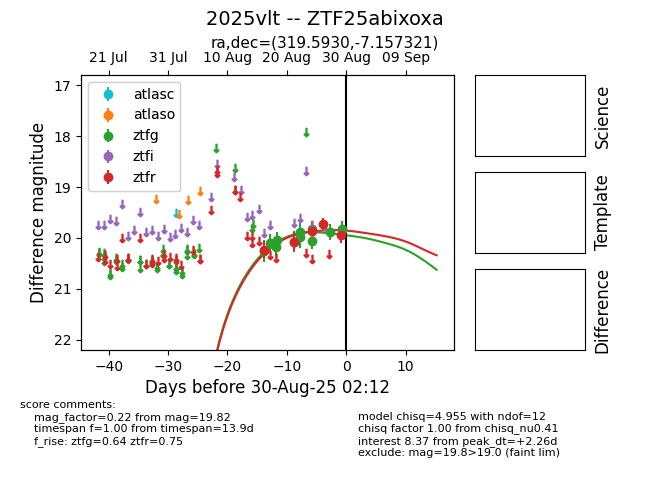 2025vlt -- ZTF25abixoxa
ra,dec=(319.5930,-7.157321)
21 Jul 31 Jul 10 Aug 20 Aug 30 Aug 09 Sep
atlasc
atlaso
ztfg
ztfi
ztfr
17
18
19
20
21
22
Difference magnitude
−40 −30 −20 −10 0 10
Days before 30-Aug-25 02:12
Science
Template
Difference
score comments:
mag_factor=0.22 from mag=19.82
timespan f=1.00 from timespan=13.9d
f_rise: ztfg=0.64 ztfr=0.75
model chisq=4.955 with ndof=12
chisq factor 1.00 from chisq_nu0.41
interest 8.37 from peak_dt=+2.26d
exclude: mag=19.8>19.0 (faint lim)